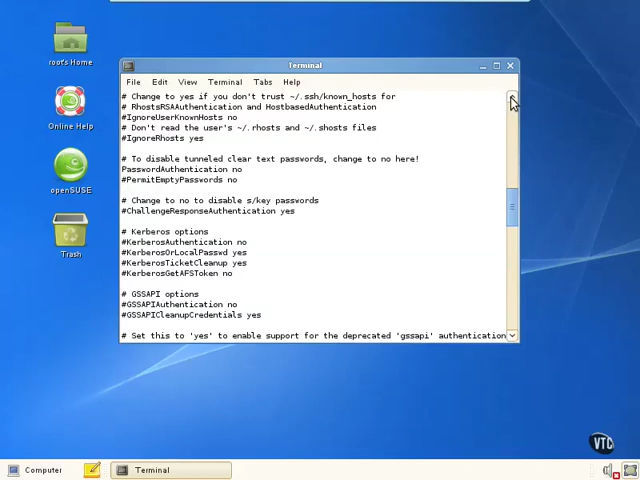 root's Home
Online Help
openSUSE
Trash
Terminal
File Edit View Terminal Tabs Help
# Change to yes if you don't trust ~/.ssh/known_hosts for
# RhostsRSAAuthentication and HostbasedAuthentication
#IgnoreUserKnownHosts no
# Don't read the user's ~/.rhosts and ~/.shosts files
#IgnoreRhosts yes
# To disable tunneled clear text passwords, change to no here!
PasswordAuthentication no
#PermitEmptyPasswords no
# Change to no to disable s/key passwords
#ChallengeResponseAuthentication yes
# Kerberos options
#KerberosAuthentication no
#KerberosOrLocalPasswd yes
#KerberosTicketCleanup yes
#KerberosGetAFSToken no
# GSSAPI options
#GSSAPIAuthentication no
#GSSAPICleanupCredentials yes
# Set this to 'yes' to enable support for the deprecated 'gssapi' authentication
VTC
Computer
Terminal